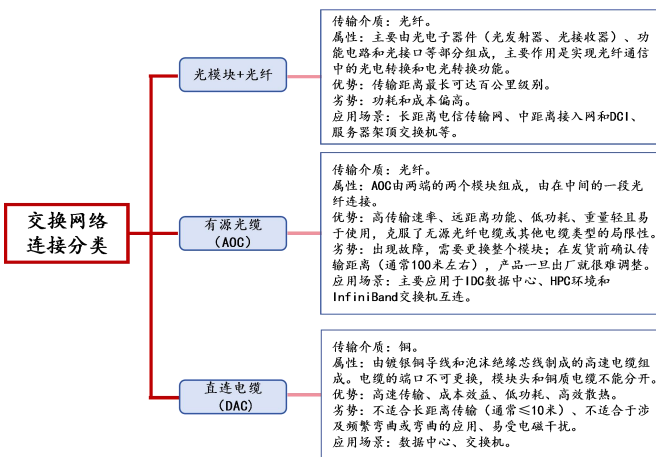 交换网络
连接分类
光模块+光纤
传输介质：光纤。
属性：主要由光电子器件（光发射器、光接收器）、功
能电路和光接口等部分组成，主要作用是实现光纤通信
中的光电转换和电光转换功能。
优势：传输距离最长可达百公里级别。
劣势：功耗和成本偏高。
应用场景：长距离电信传输网、中距离接入网和DCI、
服务器架顶交换机等。
有源光缆
（AOC）
传输介质：光纤。
属性：AOC由两端的两个模块组成，由在中间的一段光
纤连接。
优势：高传输速率、远距离功能、低功耗、重量轻且易
于使用，克服了无源光纤电缆或其他电缆类型的局限性。
劣势：出现故障，需要更换整个模块；在发货前确认传
输距离（通常100米左右），产品一旦出厂就很难调整。
应用场景：主要应用于IDC数据中心、HPC环境和
InfiniBand交换机互连。
直连电缆
（DAC）
传输介质：铜。
属性：由镀银铜导线和泡沫绝缘芯线制成的高速电缆组
成。电缆的端口不可更换，模块头和铜质电缆不能分开。
优势：高速传输、成本效益、低功耗、高效散热。
劣势：不适合长距离传输（通常≤10米）、不适合于涉
及频繁弯曲或弯曲的应用、易受电磁干扰。
应用场景：数据中心、交换机。